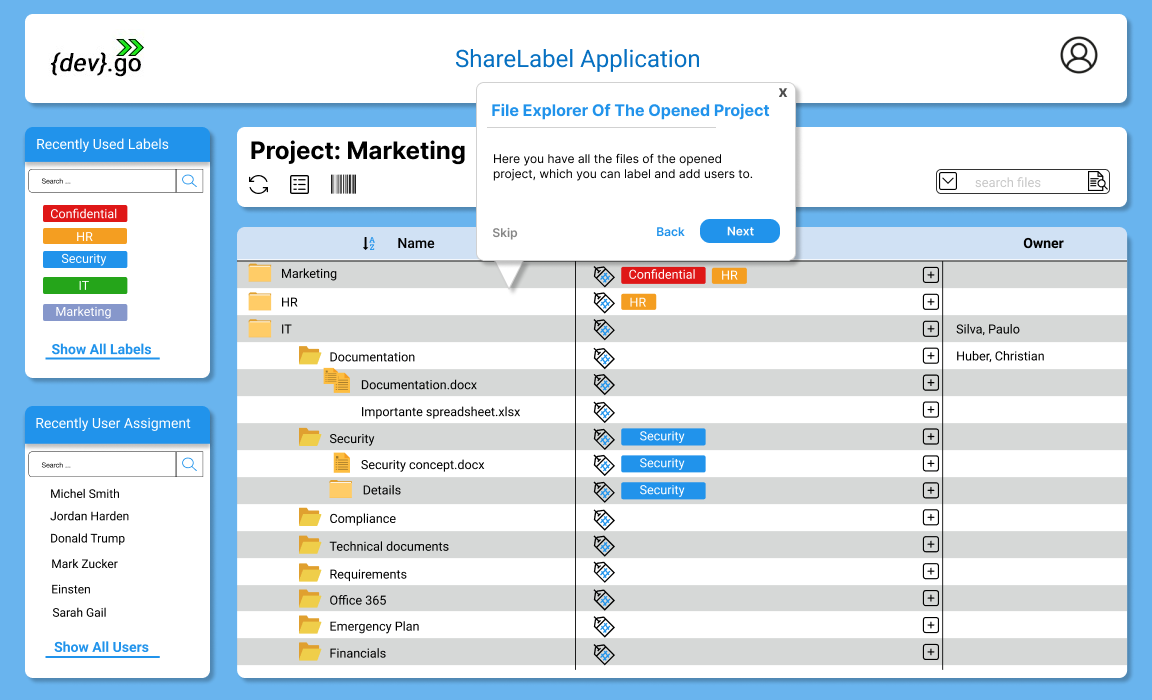 {dev}.go
ShareLabel Application
X
File Explorer Of The Opened Project
Here you have all the files of the opened
project, which you can label and add users to.
Skip
Back
Next
Recently Used Labels
Search ...
Confidential
HR
Security
IT
Marketing
Show All Labels
Recently User Assigment
Search ...
Michel Smith
Jordan Harden
Donald Trump
Mark Zucker
Einsten
Sarah Gail
Show All Users
Project: Marketing
search files
Name
Owner
Marketing Confidential HR
HR HR
IT Silva, Paulo
Documentation Huber, Christian
Documentation.docx
Importante spreadsheet.xlsx
Security Security
Security concept.docx Security
Details Security
Compliance
Technical documents
Requirements
Office 365
Emergency Plan
Financials